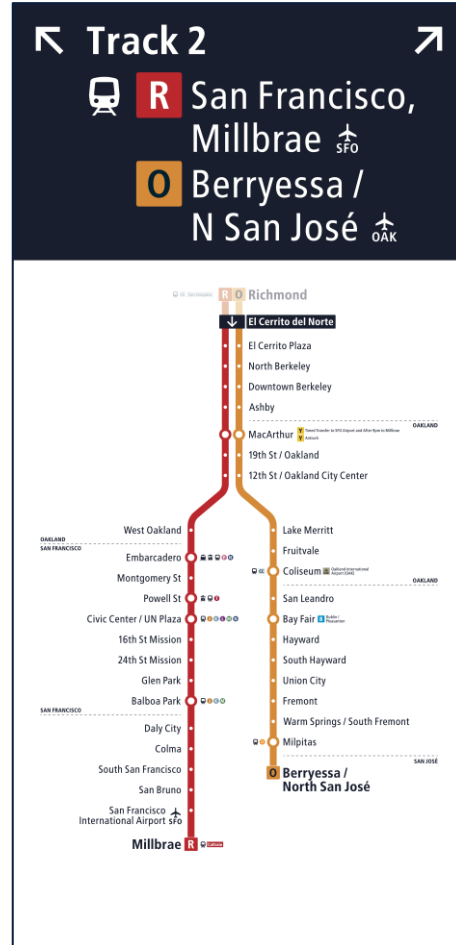 Track 2
R San Francisco,
Millbrae SFO
O Berryessa /
N San José OAK
R O Richmond
El Cerrito del Norte
El Cerrito Plaza
North Berkeley
Downtown Berkeley
Ashby
OAKLAND
MacArthur
19th St / Oakland
12th St / Oakland City Center
West Oakland
OAKLAND
SAN FRANCISCO
Embarcadero
Montgomery St
Powell St
Civic Center / UN Plaza
16th St Mission
24th St Mission
Glen Park
Balboa Park
SAN FRANCISCO
Daly City
Colma
South San Francisco
San Bruno
San Francisco
International Airport SFO
Millbrae R
Lake Merritt
Fruitvale
Coliseum Oakland International
Airport (OAK)
OAKLAND
San Leandro
Bay Fair
Hayward
South Hayward
Union City
Fremont
Warm Springs / South Fremont
Milpitas
SAN JOSÉ
O Berryessa /
North San José